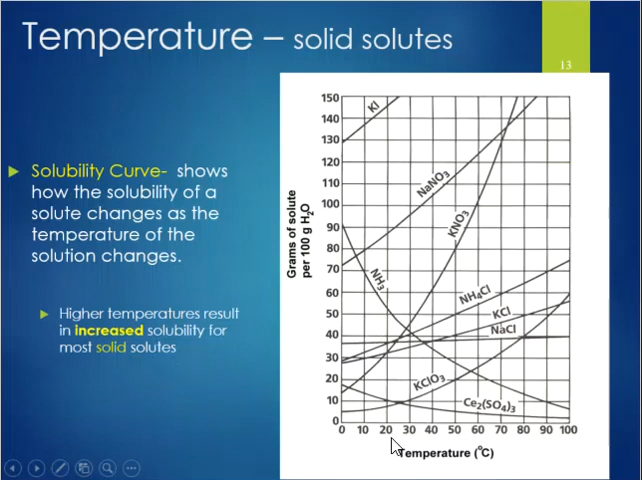 Temperature – solid solutes
13
Solubility Curve- shows
how the solubility of a
solute changes as the
temperature of the
solution changes.
Higher temperatures result
in increased solubility for
most solid solutes
Grams of solute
per 100 g H₂O
150
140
130
120
110
100
90
80
70
60
50
40
30
20
10
0
KI
NaNO₃
KNO₃
NH₃
NH₄Cl
KCl
NaCl
KClO₃
Ce₂(SO₄)₃
0 10 20 30 40 50 60 70 80 90 100
Temperature (°C)